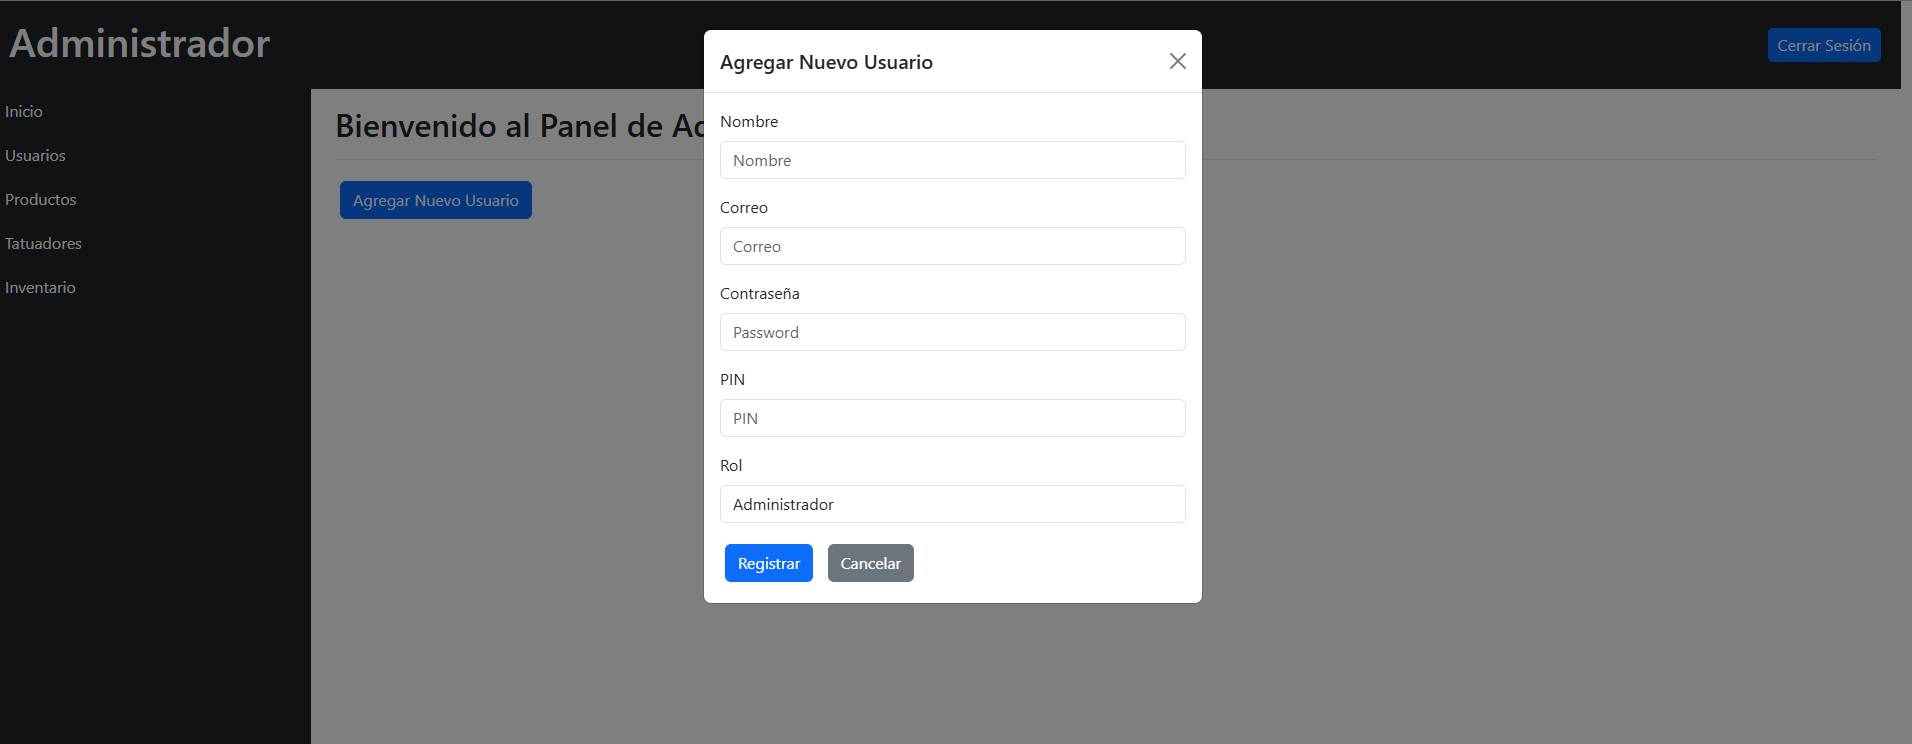 Administrador
Cerrar Sesión
Inicio
Usuarios
Productos
Tatuadores
Inventario
Bienvenido al Panel de Ad
Agregar Nuevo Usuario
Agregar Nuevo Usuario
Nombre
Nombre
Correo
Correo
Contraseña
Password
PIN
PIN
Rol
Administrador
Registrar Cancelar